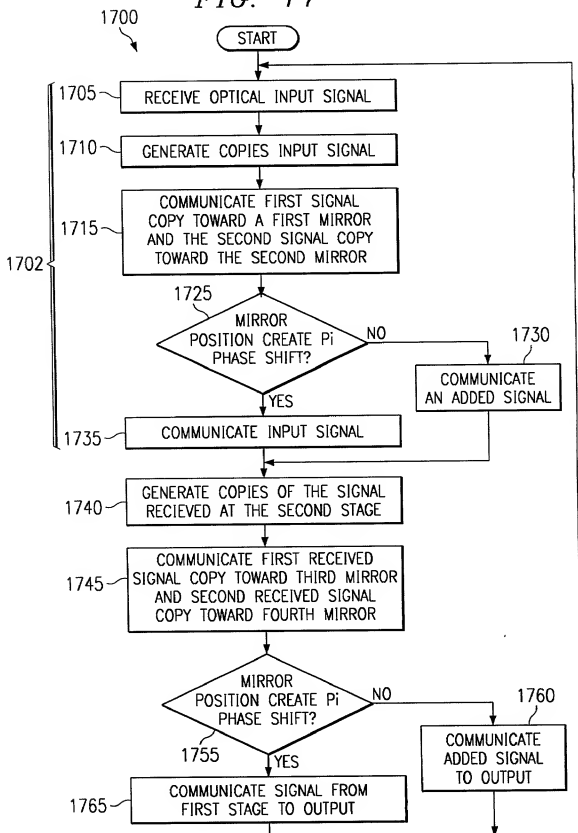 FIG. 17
1700
START
1705
RECEIVE OPTICAL INPUT SIGNAL
1710
GENERATE COPIES INPUT SIGNAL
1715
COMMUNICATE FIRST SIGNAL
COPY TOWARD A FIRST MIRROR
AND THE SECOND SIGNAL COPY
TOWARD THE SECOND MIRROR
1702
1725
MIRROR
POSITION CREATE Pi
PHASE SHIFT?
NO
1730
COMMUNICATE
AN ADDED SIGNAL
YES
1735
COMMUNICATE INPUT SIGNAL
1740
GENERATE COPIES OF THE SIGNAL
RECIEVED AT THE SECOND STAGE
1745
COMMUNICATE FIRST RECEIVED
SIGNAL COPY TOWARD THIRD MIRROR
AND SECOND RECEIVED SIGNAL
COPY TOWARD FOURTH MIRROR
MIRROR
POSITION CREATE Pi
PHASE SHIFT?
NO
1755
YES
1760
COMMUNICATE
ADDED SIGNAL
TO OUTPUT
1765
COMMUNICATE SIGNAL FROM
FIRST STAGE TO OUTPUT